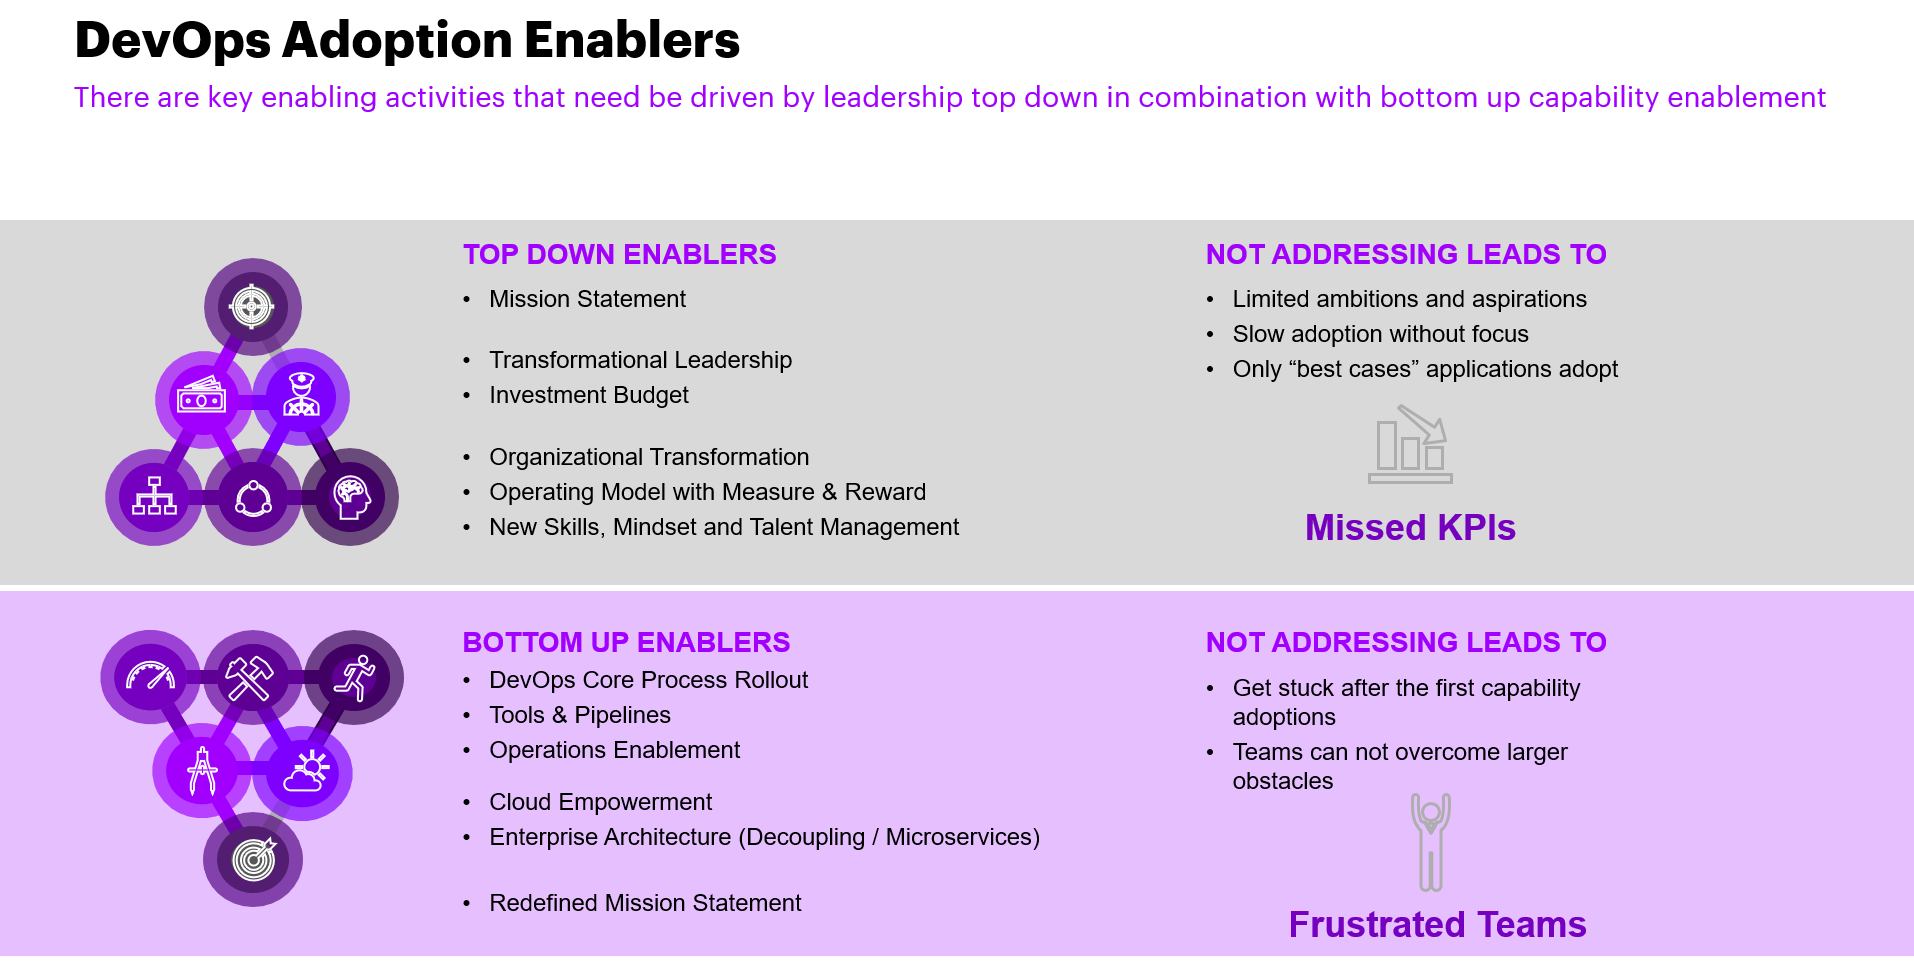 DevOps Adoption Enablers
There are key enabling activities that need be driven by leadership top down in combination with bottom up capability enablement
TOP DOWN ENABLERS
• Mission Statement
• Transformational Leadership
• Investment Budget
• Organizational Transformation
• Operating Model with Measure & Reward
• New Skills, Mindset and Talent Management
NOT ADDRESSING LEADS TO
• Limited ambitions and aspirations
• Slow adoption without focus
• Only “best cases” applications adopt
Missed KPIs
BOTTOM UP ENABLERS
• DevOps Core Process Rollout
• Tools & Pipelines
• Operations Enablement
• Cloud Empowerment
• Enterprise Architecture (Decoupling / Microservices)
• Redefined Mission Statement
NOT ADDRESSING LEADS TO
• Get stuck after the first capability
adoptions
• Teams can not overcome larger
obstacles
Frustrated Teams